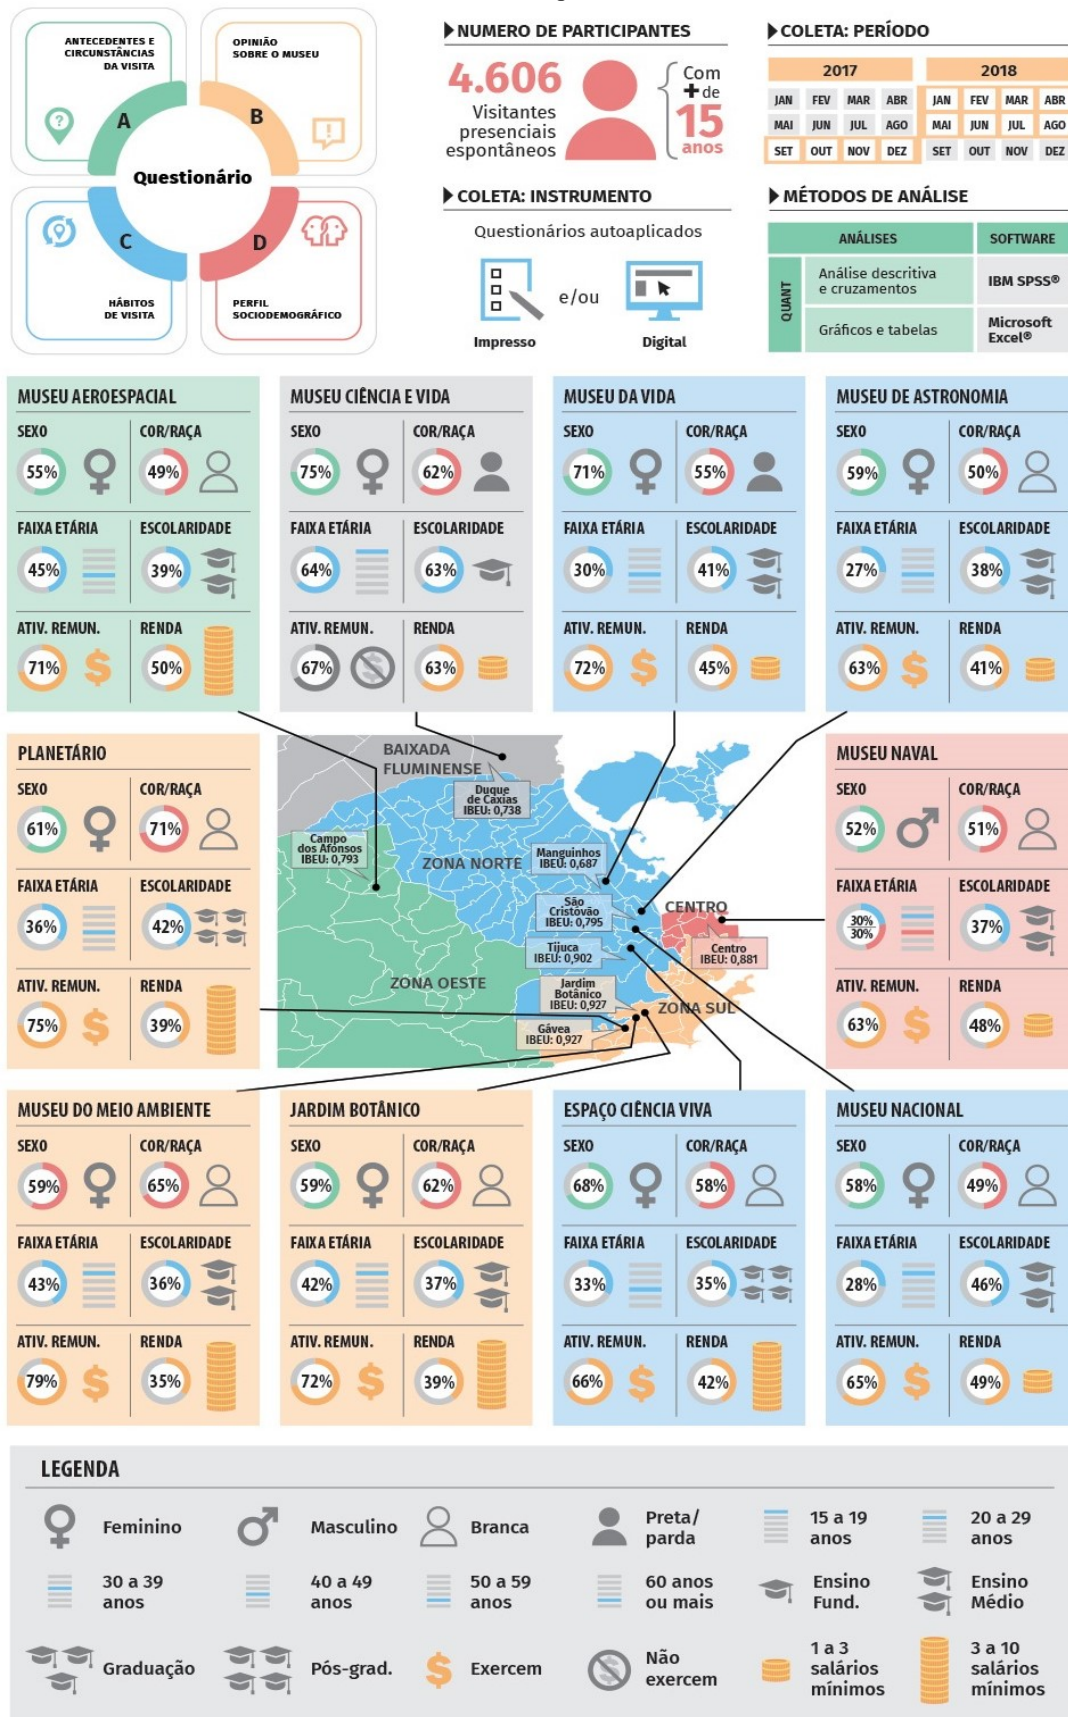 ANTECEDENTES E
CIRCUNSTÂNCIAS
DA VISITA
OPINIÃO
SOBRE O MUSEU
A
B
Questionário
C
D
HÁBITOS
DE VISITA
PERFIL
SOCIODEMOGRÁFICO
NUMERO DE PARTICIPANTES
4.606
Visitantes
presenciais
espontâneos
Com
+ de
15
anos
COLETA: PERÍODO
2017 2018
JAN FEV MAR ABR JAN FEV MAR ABR
MAI JUN JUL AGO MAI JUN JUL AGO
SET OUT NOV DEZ SET OUT NOV DEZ
COLETA: INSTRUMENTO
Questionários autoaplicados
e/ou
Impresso Digital
MÉTODOS DE ANÁLISE
ANÁLISES SOFTWARE
QUANT
Análise descritiva
e cruzamentos
IBM SPSS®
Gráficos e tabelas
Microsoft
Excel®
MUSEU AEROESPACIAL
SEXO COR/RAÇA
55% 49%
FAIXA ETÁRIA ESCOLARIDADE
45% 39%
ATIV. REMUN. RENDA
71% 50%
MUSEU CIÊNCIA E VIDA
SEXO COR/RAÇA
75% 62%
FAIXA ETÁRIA ESCOLARIDADE
64% 63%
ATIV. REMUN. RENDA
67% 63%
MUSEU DA VIDA
SEXO COR/RAÇA
71% 55%
FAIXA ETÁRIA ESCOLARIDADE
30% 41%
ATIV. REMUN. RENDA
72% 45%
MUSEU DE ASTRONOMIA
SEXO COR/RAÇA
59% 50%
FAIXA ETÁRIA ESCOLARIDADE
27% 38%
ATIV. REMUN. RENDA
63% 41%
PLANETÁRIO
SEXO COR/RAÇA
61% 71%
FAIXA ETÁRIA ESCOLARIDADE
36% 42%
ATIV. REMUN. RENDA
75% 39%
BAIXADA
FLUMINENSE
Duque
de Caxias
IBEU: 0,738
Campo
dos Afonsos
IBEU: 0,793
ZONA NORTE
Manguinhos
IBEU: 0,687
São
Cristóvão
IBEU: 0,795
CENTRO
Tijuca
IBEU: 0,902
Centro
IBEU: 0,881
ZONA OESTE
Jardim
Botânico
IBEU: 0,927
ZONA SUL
Gávea
IBEU: 0,927
MUSEU NAVAL
SEXO COR/RAÇA
52% 51%
FAIXA ETÁRIA ESCOLARIDADE
30%
30%
37%
ATIV. REMUN. RENDA
63% 48%
MUSEU DO MEIO AMBIENTE
SEXO COR/RAÇA
59% 65%
FAIXA ETÁRIA ESCOLARIDADE
43% 36%
ATIV. REMUN. RENDA
79% 35%
JARDIM BOTÂNICO
SEXO COR/RAÇA
59% 62%
FAIXA ETÁRIA ESCOLARIDADE
42% 37%
ATIV. REMUN. RENDA
72% 39%
ESPAÇO CIÊNCIA VIVA
SEXO COR/RAÇA
68% 58%
FAIXA ETÁRIA ESCOLARIDADE
33% 35%
ATIV. REMUN. RENDA
66% 42%
MUSEU NACIONAL
SEXO COR/RAÇA
58% 49%
FAIXA ETÁRIA ESCOLARIDADE
28% 46%
ATIV. REMUN. RENDA
65% 49%
LEGENDA
Feminino
Masculino
Branca
Preta/
parda
15 a 19
anos
20 a 29
anos
30 a 39
anos
40 a 49
anos
50 a 59
anos
60 anos
ou mais
Ensino
Fund.
Ensino
Médio
Graduação
Pós-grad.
Exercem
Não
exercem
1 a 3
salários
mínimos
3 a 10
salários
mínimos